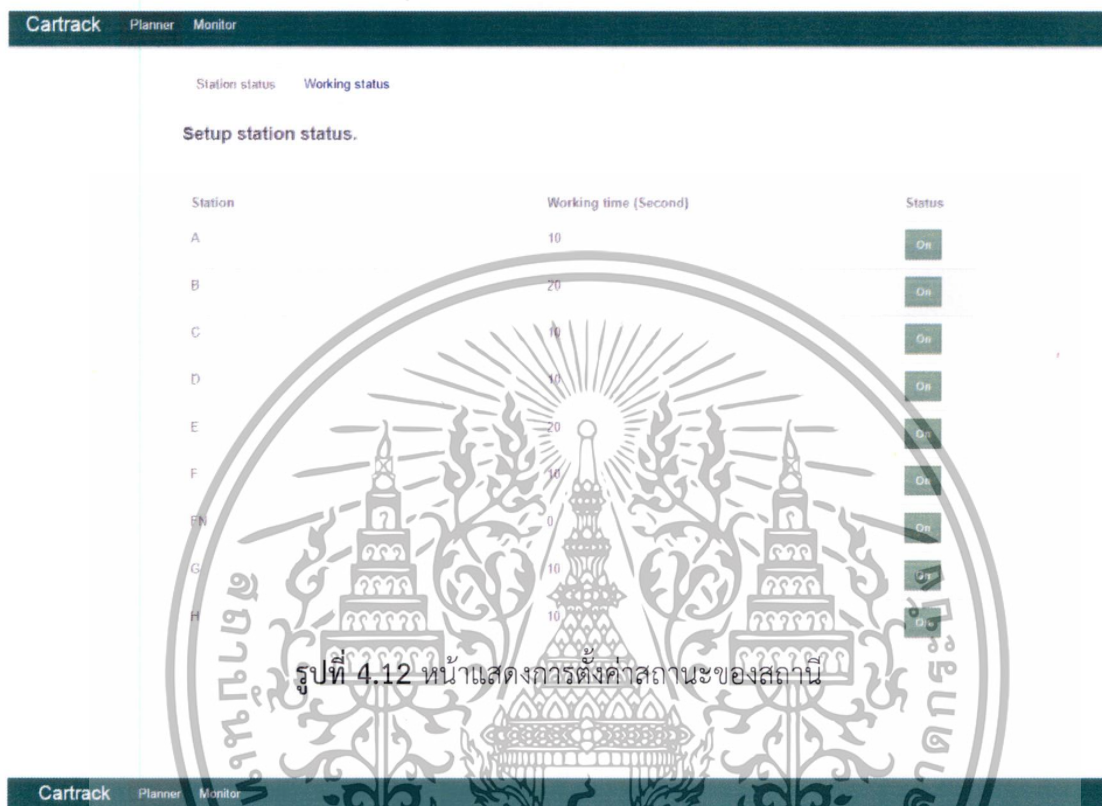 Cartrack Planner Monitor
Station status Working status
Setup station status.
Station Working time (Second) Status
A 10 On
B 20 On
C 10 On
D 10 On
E 20 On
F 10 On
FN 0 On
G 10 On
H 10 On
รูปที่ 4.12 หน้าแสดงการตั้งค่าสถานะของสถานี
Cartrack Planner Monitor